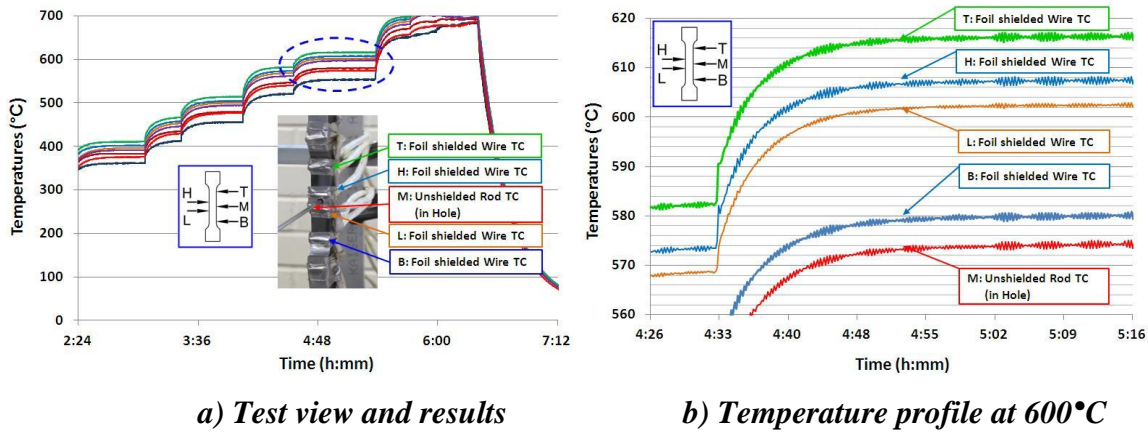 700
600
500
400
300
200
100
0
Temperatures (°C)
2:24
3:36
4:48
6:00
7:12
Time (h:mm)
H
L
T
M
B
T: Foil shielded Wire TC
H: Foil shielded Wire TC
M: Unshielded Rod TC
(in Hole)
L: Foil shielded Wire TC
B: Foil shielded Wire TC
a) Test view and results
620
610
600
590
580
570
560
Temperatures (°C)
4:26
4:33
4:40
4:48
4:55
5:02
5:09
5:16
Time (h:mm)
H
L
T
M
B
T: Foil shielded Wire TC
H: Foil shielded Wire TC
L: Foil shielded Wire TC
B: Foil shielded Wire TC
M: Unshielded Rod TC
(in Hole)
b) Temperature profile at 600°C